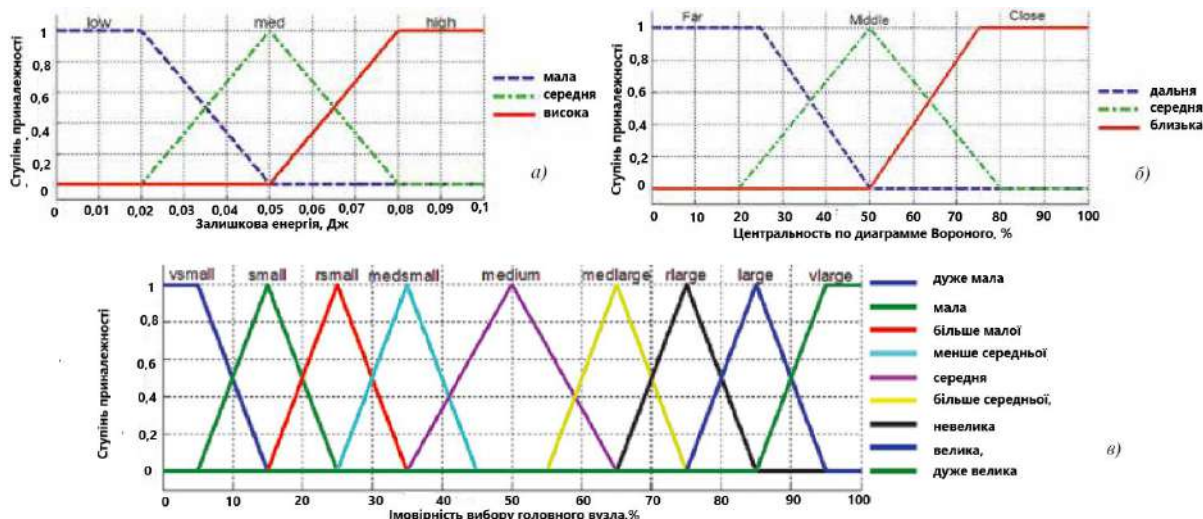 low med high
Ступінь приналежності
1
0,8
0,6
0,4
0,2
0
0 0,01 0,02 0,03 0,04 0,05 0,06 0,07 0,08 0,09 0,1
Залишкова енергія, Дж
мала
середня
висока
а)
Far Middle Close
Ступінь приналежності
1
0,8
0,6
0,4
0,2
0
0 10 20 30 40 50 60 70 80 90 100
Центральность по диаграмме Вороного, %
дальня
середня
близька
б)
vsmall small rsmall medsmall medium medlarge rlarge large vlarge
Ступінь приналежності
1
0,8
0,6
0,4
0,2
0
0 10 20 30 40 50 60 70 80 90 100
Імовірність вибору головного вузла,%
дуже мала
мала
більше малої
менше середньої
середня
більше середньої,
невелика
велика,
дуже велика
в)